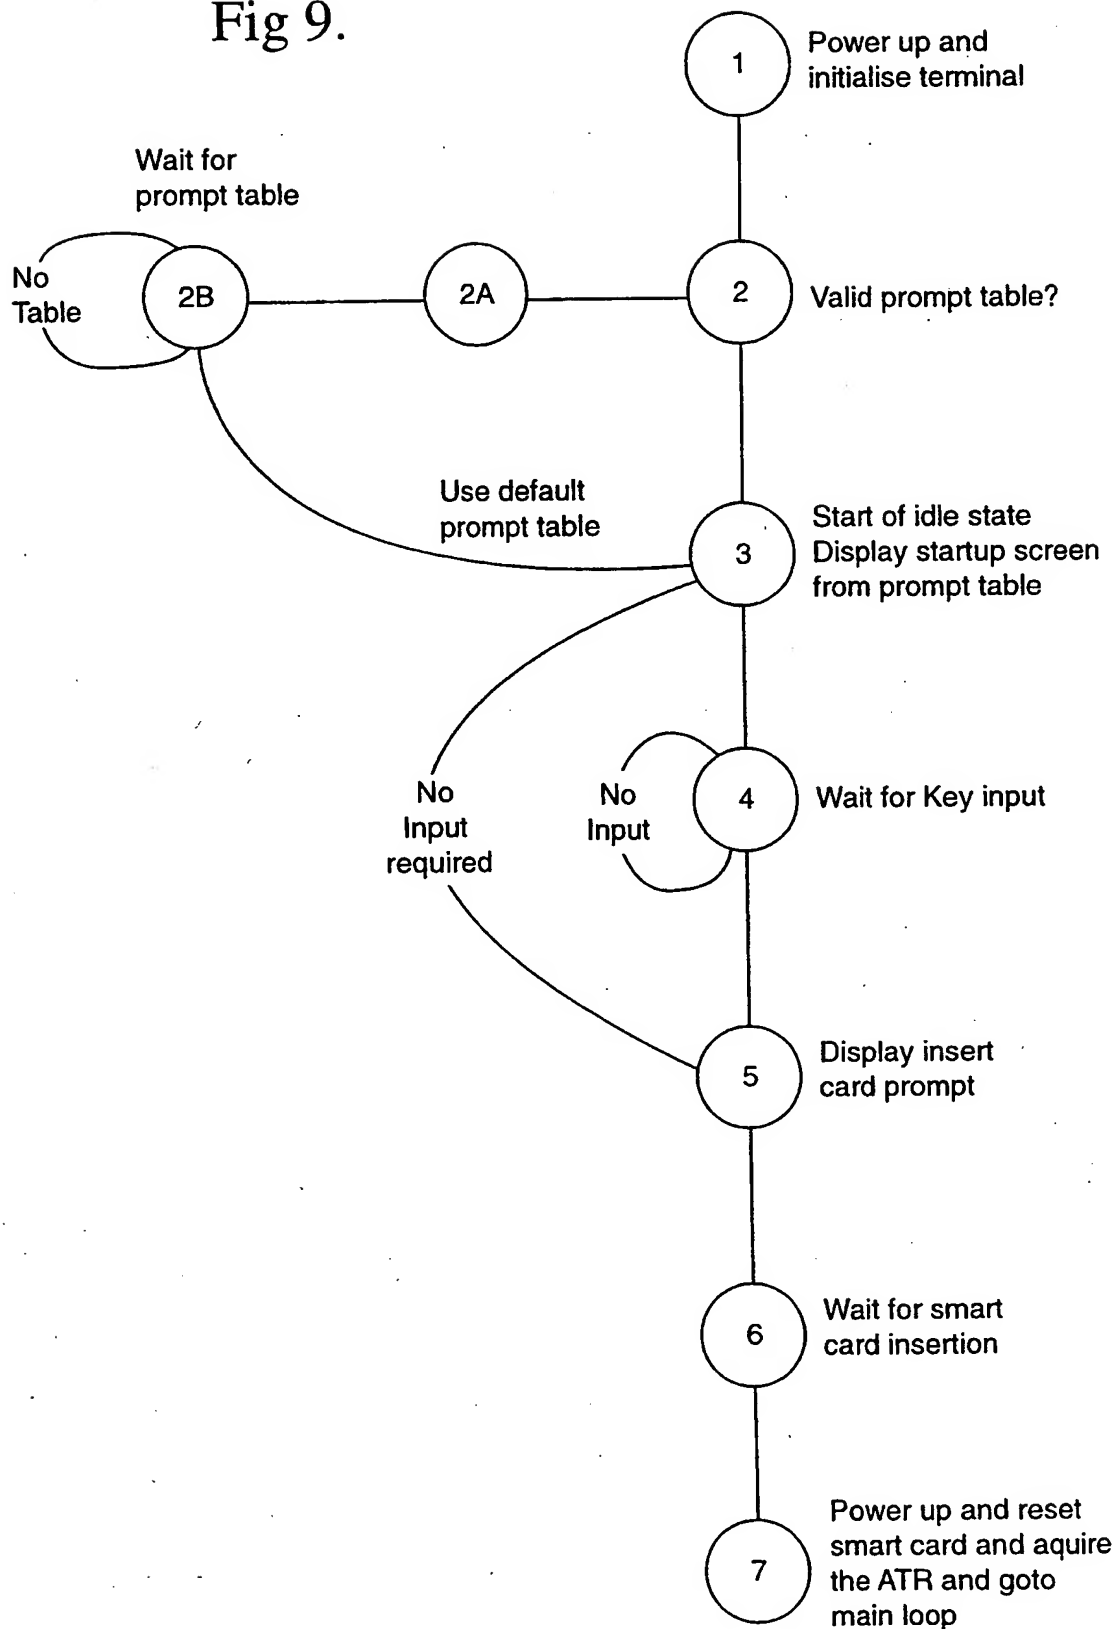 Fig 9.
1
Power up and
initialise terminal
Wait for
prompt table
No
Table
2B
2A
2
Valid prompt table?
Use default
prompt table
3
Start of idle state
Display startup screen
from prompt table
No
Input
required
No
Input
4
Wait for Key input
5
Display insert
card prompt
6
Wait for smart
card insertion
7
Power up and reset
smart card and aquire
the ATR and goto
main loop